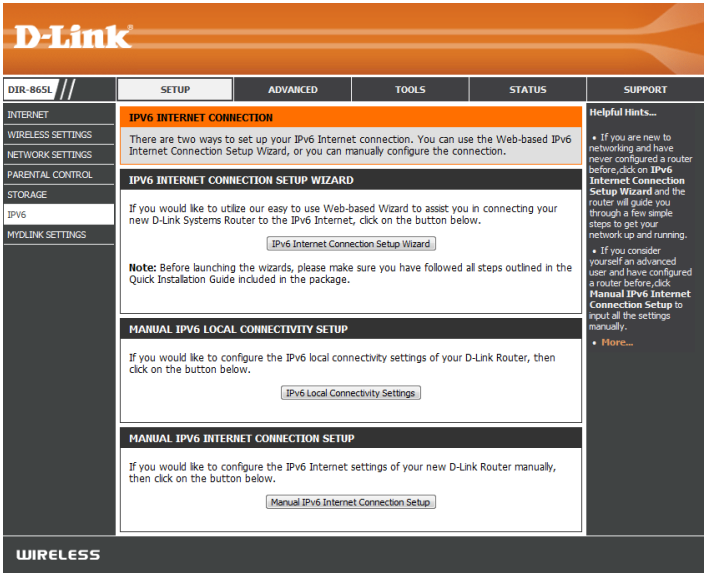 D-Link®
DIR-865L
SETUP
ADVANCED
TOOLS
STATUS
SUPPORT
INTERNET
WIRELESS SETTINGS
NETWORK SETTINGS
PARENTAL CONTROL
STORAGE
IPV6
MYDLINK SETTINGS
IPV6 INTERNET CONNECTION
There are two ways to set up your IPv6 Internet connection. You can use the Web-based IPv6
Internet Connection Setup Wizard, or you can manually configure the connection.
IPV6 INTERNET CONNECTION SETUP WIZARD
If you would like to utilize our easy to use Web-based Wizard to assist you in connecting your
new D-Link Systems Router to the IPv6 Internet, click on the button below.
IPv6 Internet Connection Setup Wizard
Note: Before launching the wizards, please make sure you have followed all steps outlined in the
Quick Installation Guide included in the package.
MANUAL IPV6 LOCAL CONNECTIVITY SETUP
If you would like to configure the IPv6 local connectivity settings of your D-Link Router, then
click on the button below.
IPv6 Local Connectivity Settings
MANUAL IPV6 INTERNET CONNECTION SETUP
If you would like to configure the IPv6 Internet settings of your new D-Link Router manually,
then click on the button below.
Manual IPv6 Internet Connection Setup
Helpful Hints...
• If you are new to
networking and have
never configured a router
before,click on IPv6
Internet Connection
Setup Wizard and the
router will guide you
through a few simple
steps to get your
network up and running.
• If you consider
yourself an advanced
user and have configured
a router before,click
Manual IPv6 Internet
Connection Setup to
input all the settings
manually.
• More...
WIRELESS